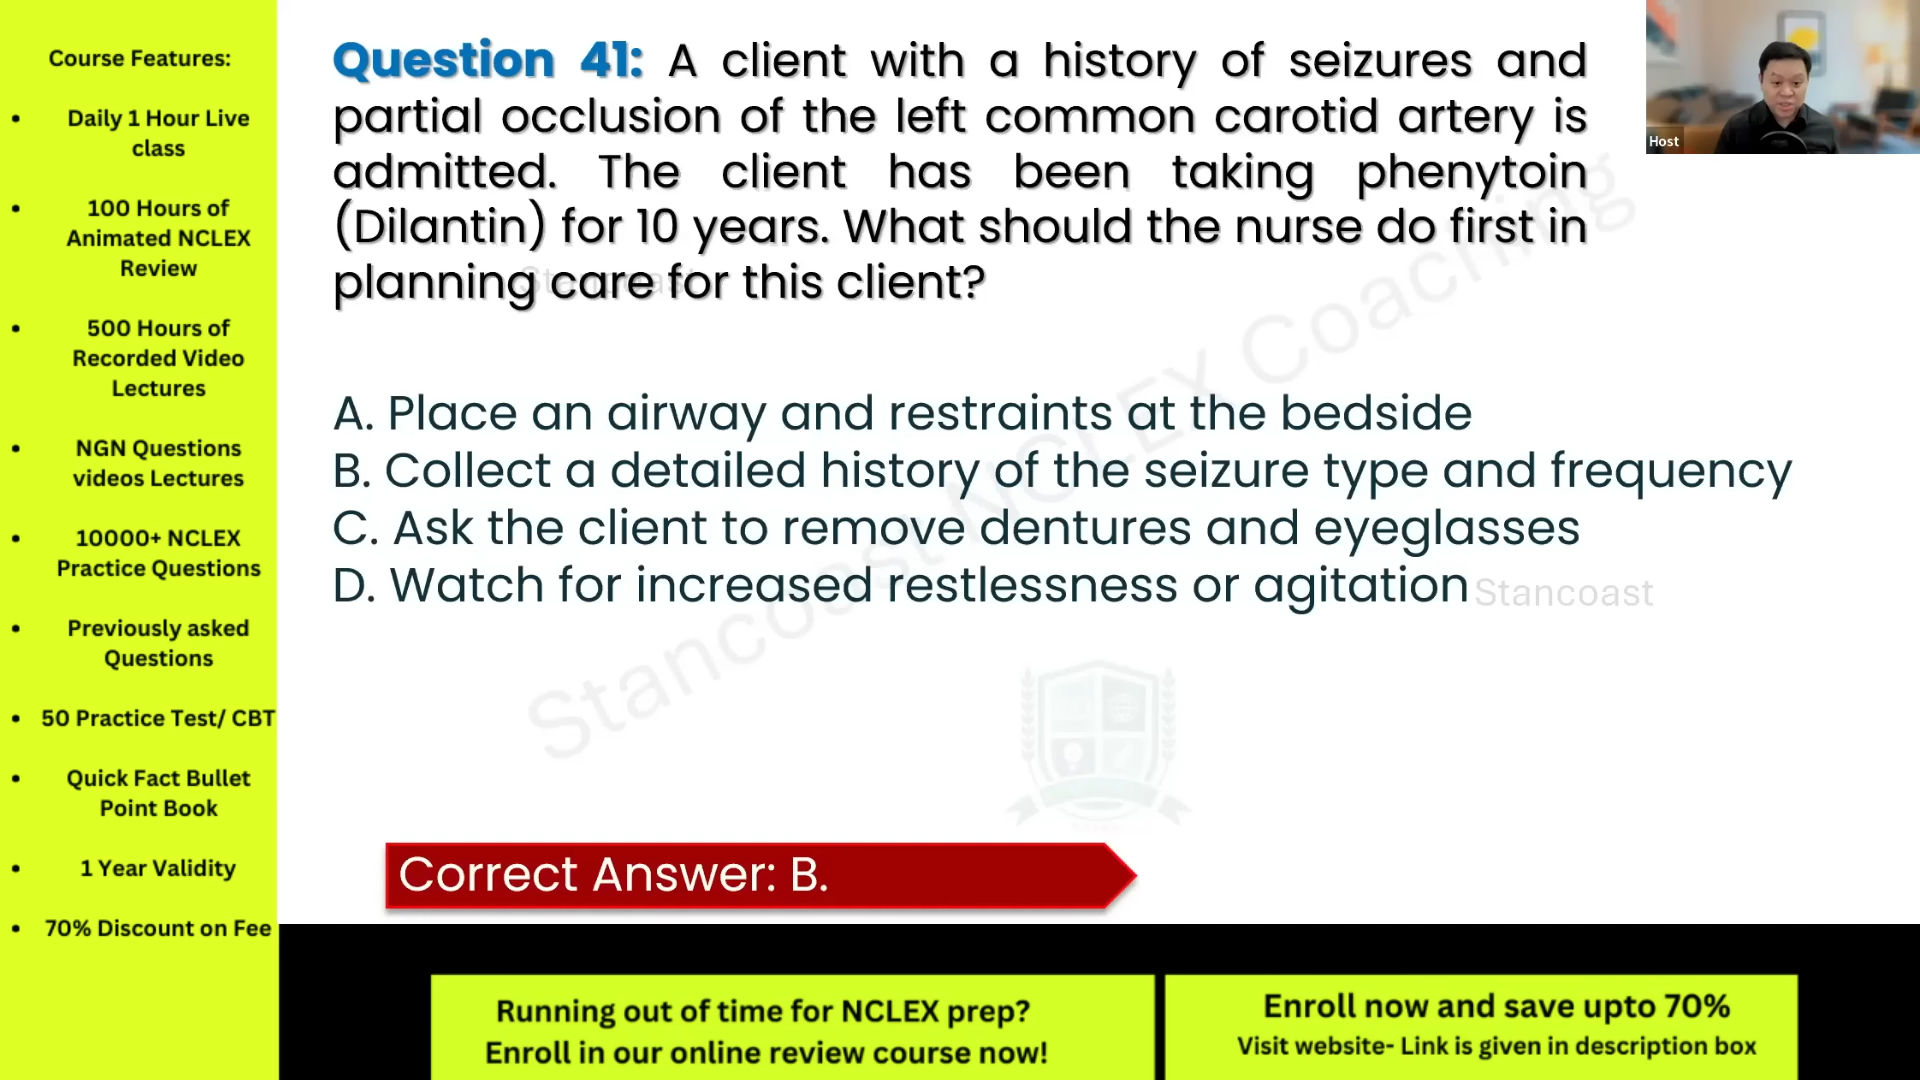 Course Features:
• Daily 1 Hour Live
class
• 100 Hours of
Animated NCLEX
Review
• 500 Hours of
Recorded Video
Lectures
• NGN Questions
videos Lectures
• 10000+ NCLEX
Practice Questions
• Previously asked
Questions
• 50 Practice Test/ CBT
• Quick Fact Bullet
Point Book
• 1 Year Validity
• 70% Discount on Fee
Question 41: A client with a history of seizures and
partial occlusion of the left common carotid artery is
admitted. The client has been taking phenytoin
(Dilantin) for 10 years. What should the nurse do first in
planning care for this client?
A. Place an airway and restraints at the bedside
B. Collect a detailed history of the seizure type and frequency
C. Ask the client to remove dentures and eyeglasses
D. Watch for increased restlessness or agitation
Stancoast
Stancoast
Stancoast NCLEX Coaching
Correct Answer: B.
Host
Running out of time for NCLEX prep?
Enroll in our online review course now!
Enroll now and save upto 70%
Visit website- Link is given in description box